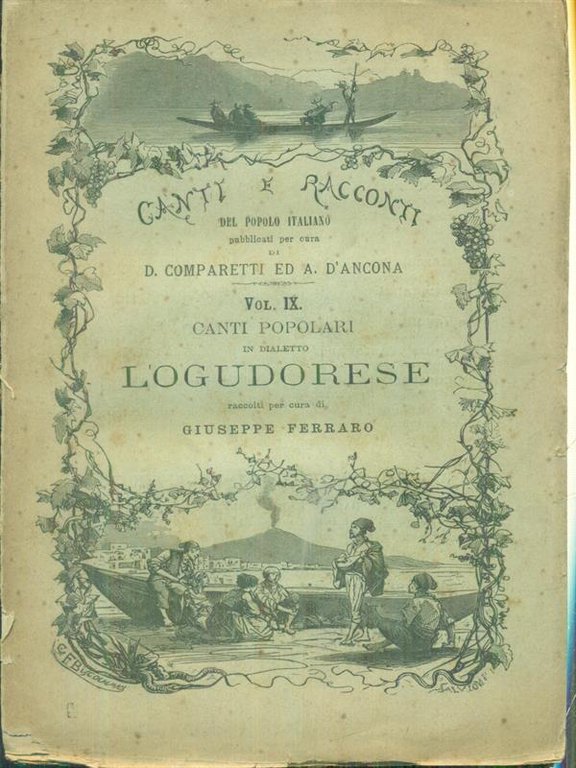 CANTI E RACCONTI
DEL POPOLO ITALIANO
pubblicati per cura
DI
D. COMPARETTI ED A. D'ANCONA
VOL. IX.
CANTI POPOLARI
IN DIALETTO
LOGUDORESE
raccolti per cura di
GIUSEPPE FERRARO